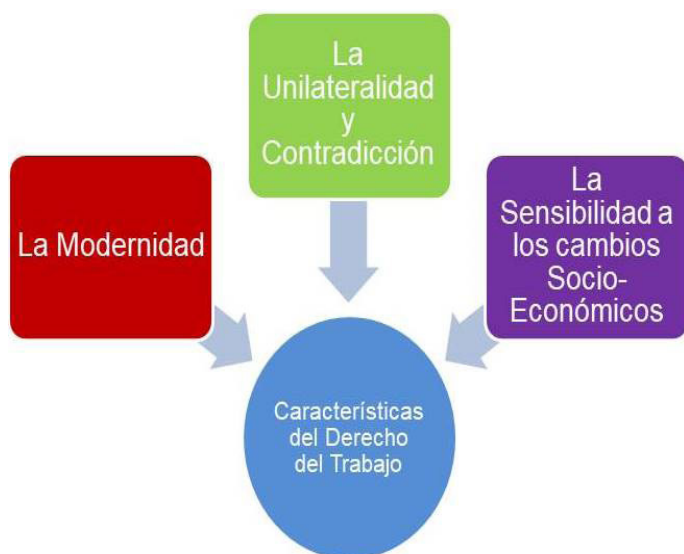 La Modernidad
La
Unilateralidad
y
Contradicción
La
Sensibilidad a
los cambios
Socio-
Económicos
Características
del Derecho
del Trabajo